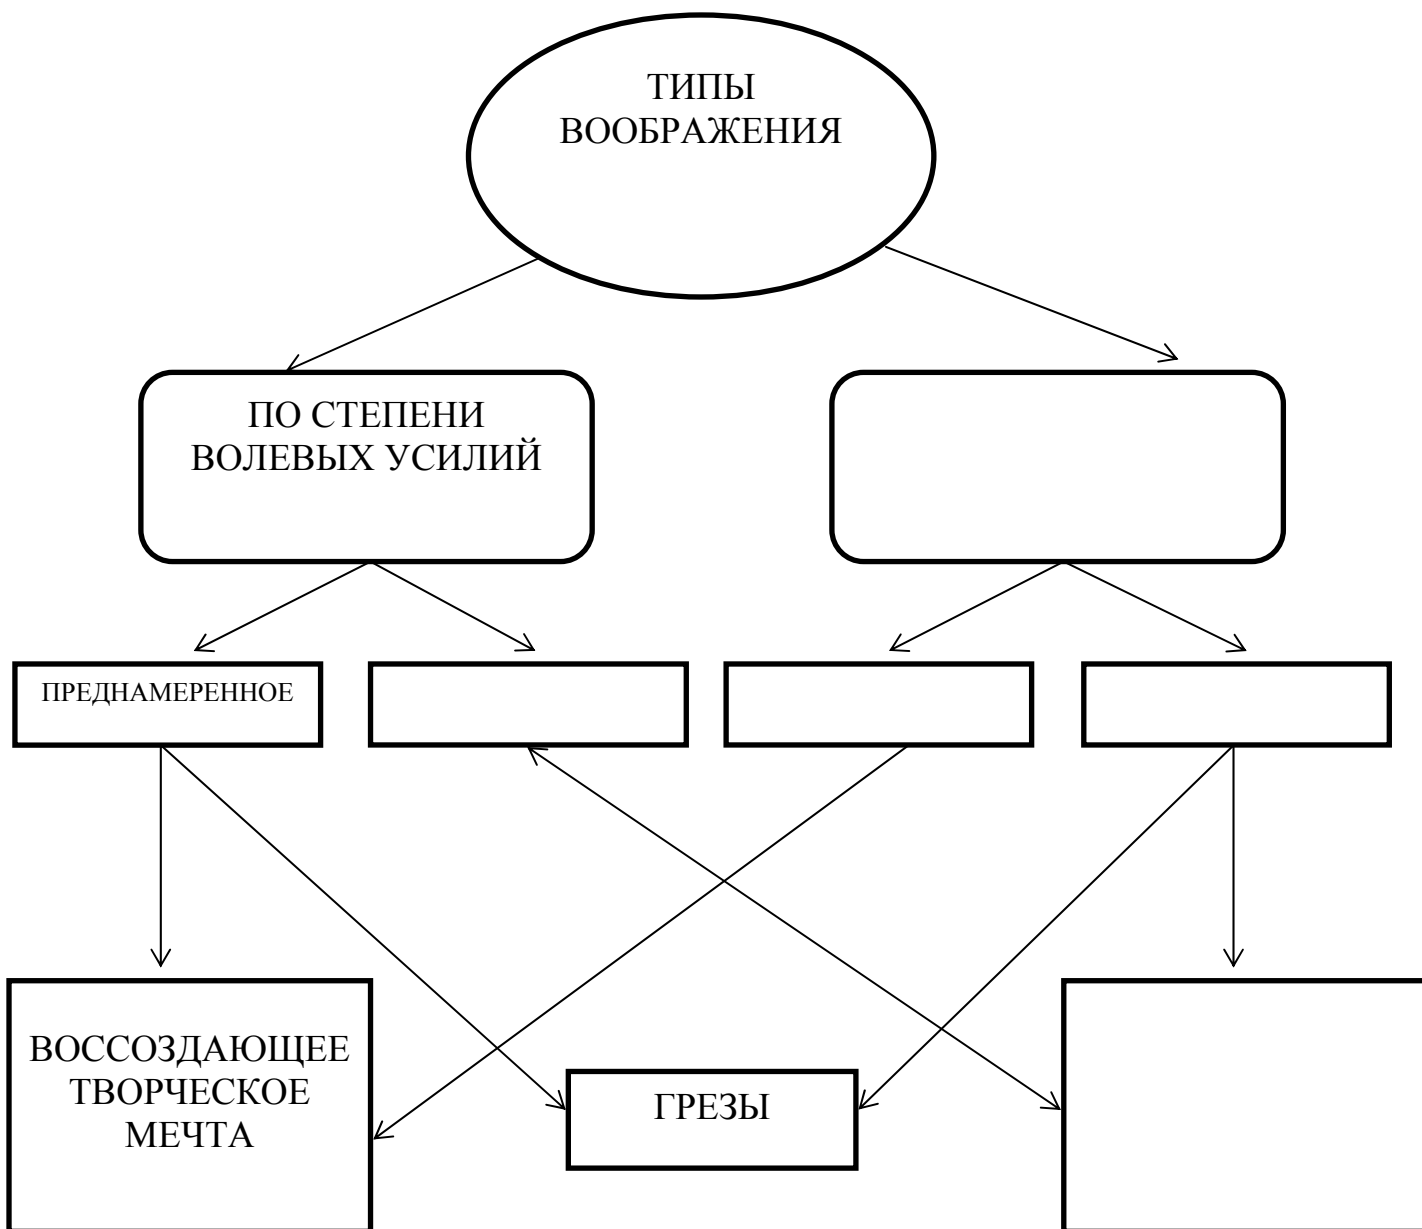 ТИПЫ
ВООБРАЖЕНИЯ
ПО СТЕПЕНИ
ВОЛЕВЫХ УСИЛИЙ
ПРЕДНАМЕРЕННОЕ
ВОССОЗДАЮЩЕЕ
ТВОРЧЕСКОЕ
МЕЧТА
ГРЕЗЫ